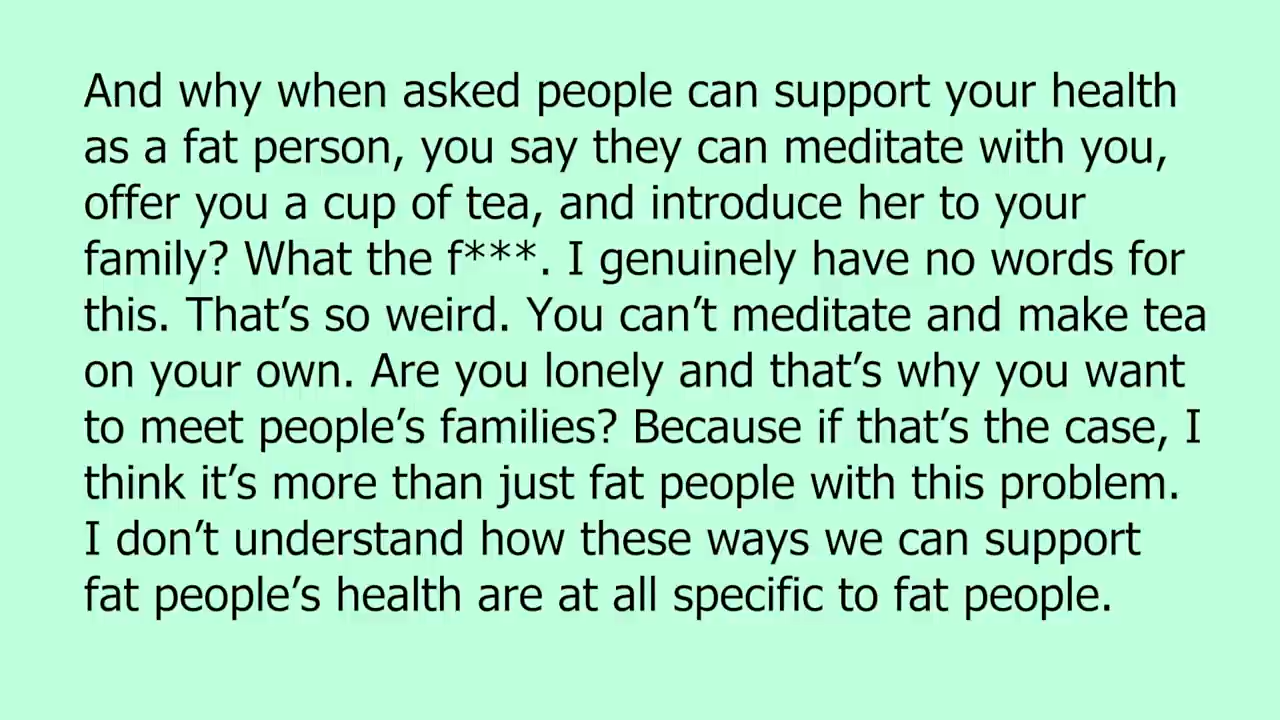 And why when asked people can support your health
as a fat person, you say they can meditate with you,
offer you a cup of tea, and introduce her to your
family? What the f***. I genuinely have no words for
this. That’s so weird. You can’t meditate and make tea
on your own. Are you lonely and that’s why you want
to meet people’s families? Because if that’s the case, I
think it’s more than just fat people with this problem.
I don’t understand how these ways we can support
fat people’s health are at all specific to fat people.